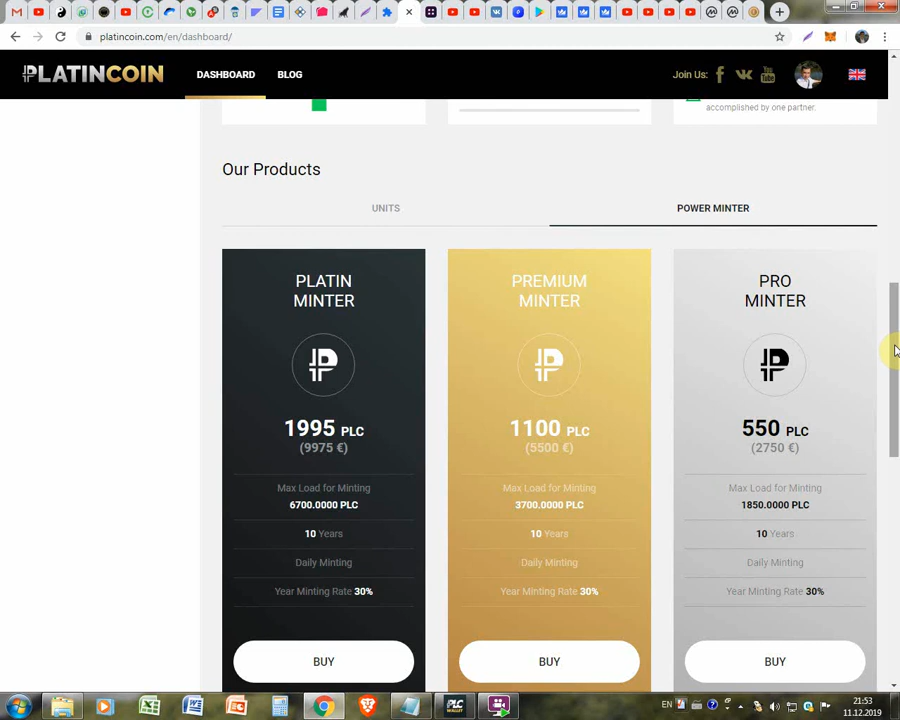 platincoin.com/en/dashboard/
PLATINCOIN
DASHBOARD
BLOG
Join Us:
You
Tube
accomplished by one partner.
Our Products
UNITS
POWER MINTER
PLATIN
MINTER
1995 PLC
(9975 €)
Max Load for Minting
6700.0000 PLC
10 Years
Daily Minting
Year Minting Rate 30%
BUY
PREMIUM
MINTER
1100 PLC
(5500 €)
Max Load for Minting
3700.0000 PLC
10 Years
Daily Minting
Year Minting Rate 30%
BUY
PRO
MINTER
550 PLC
(2750 €)
Max Load for Minting
1850.0000 PLC
10 Years
Daily Minting
Year Minting Rate 30%
BUY
PLC
EN
21:53
11.12.2019